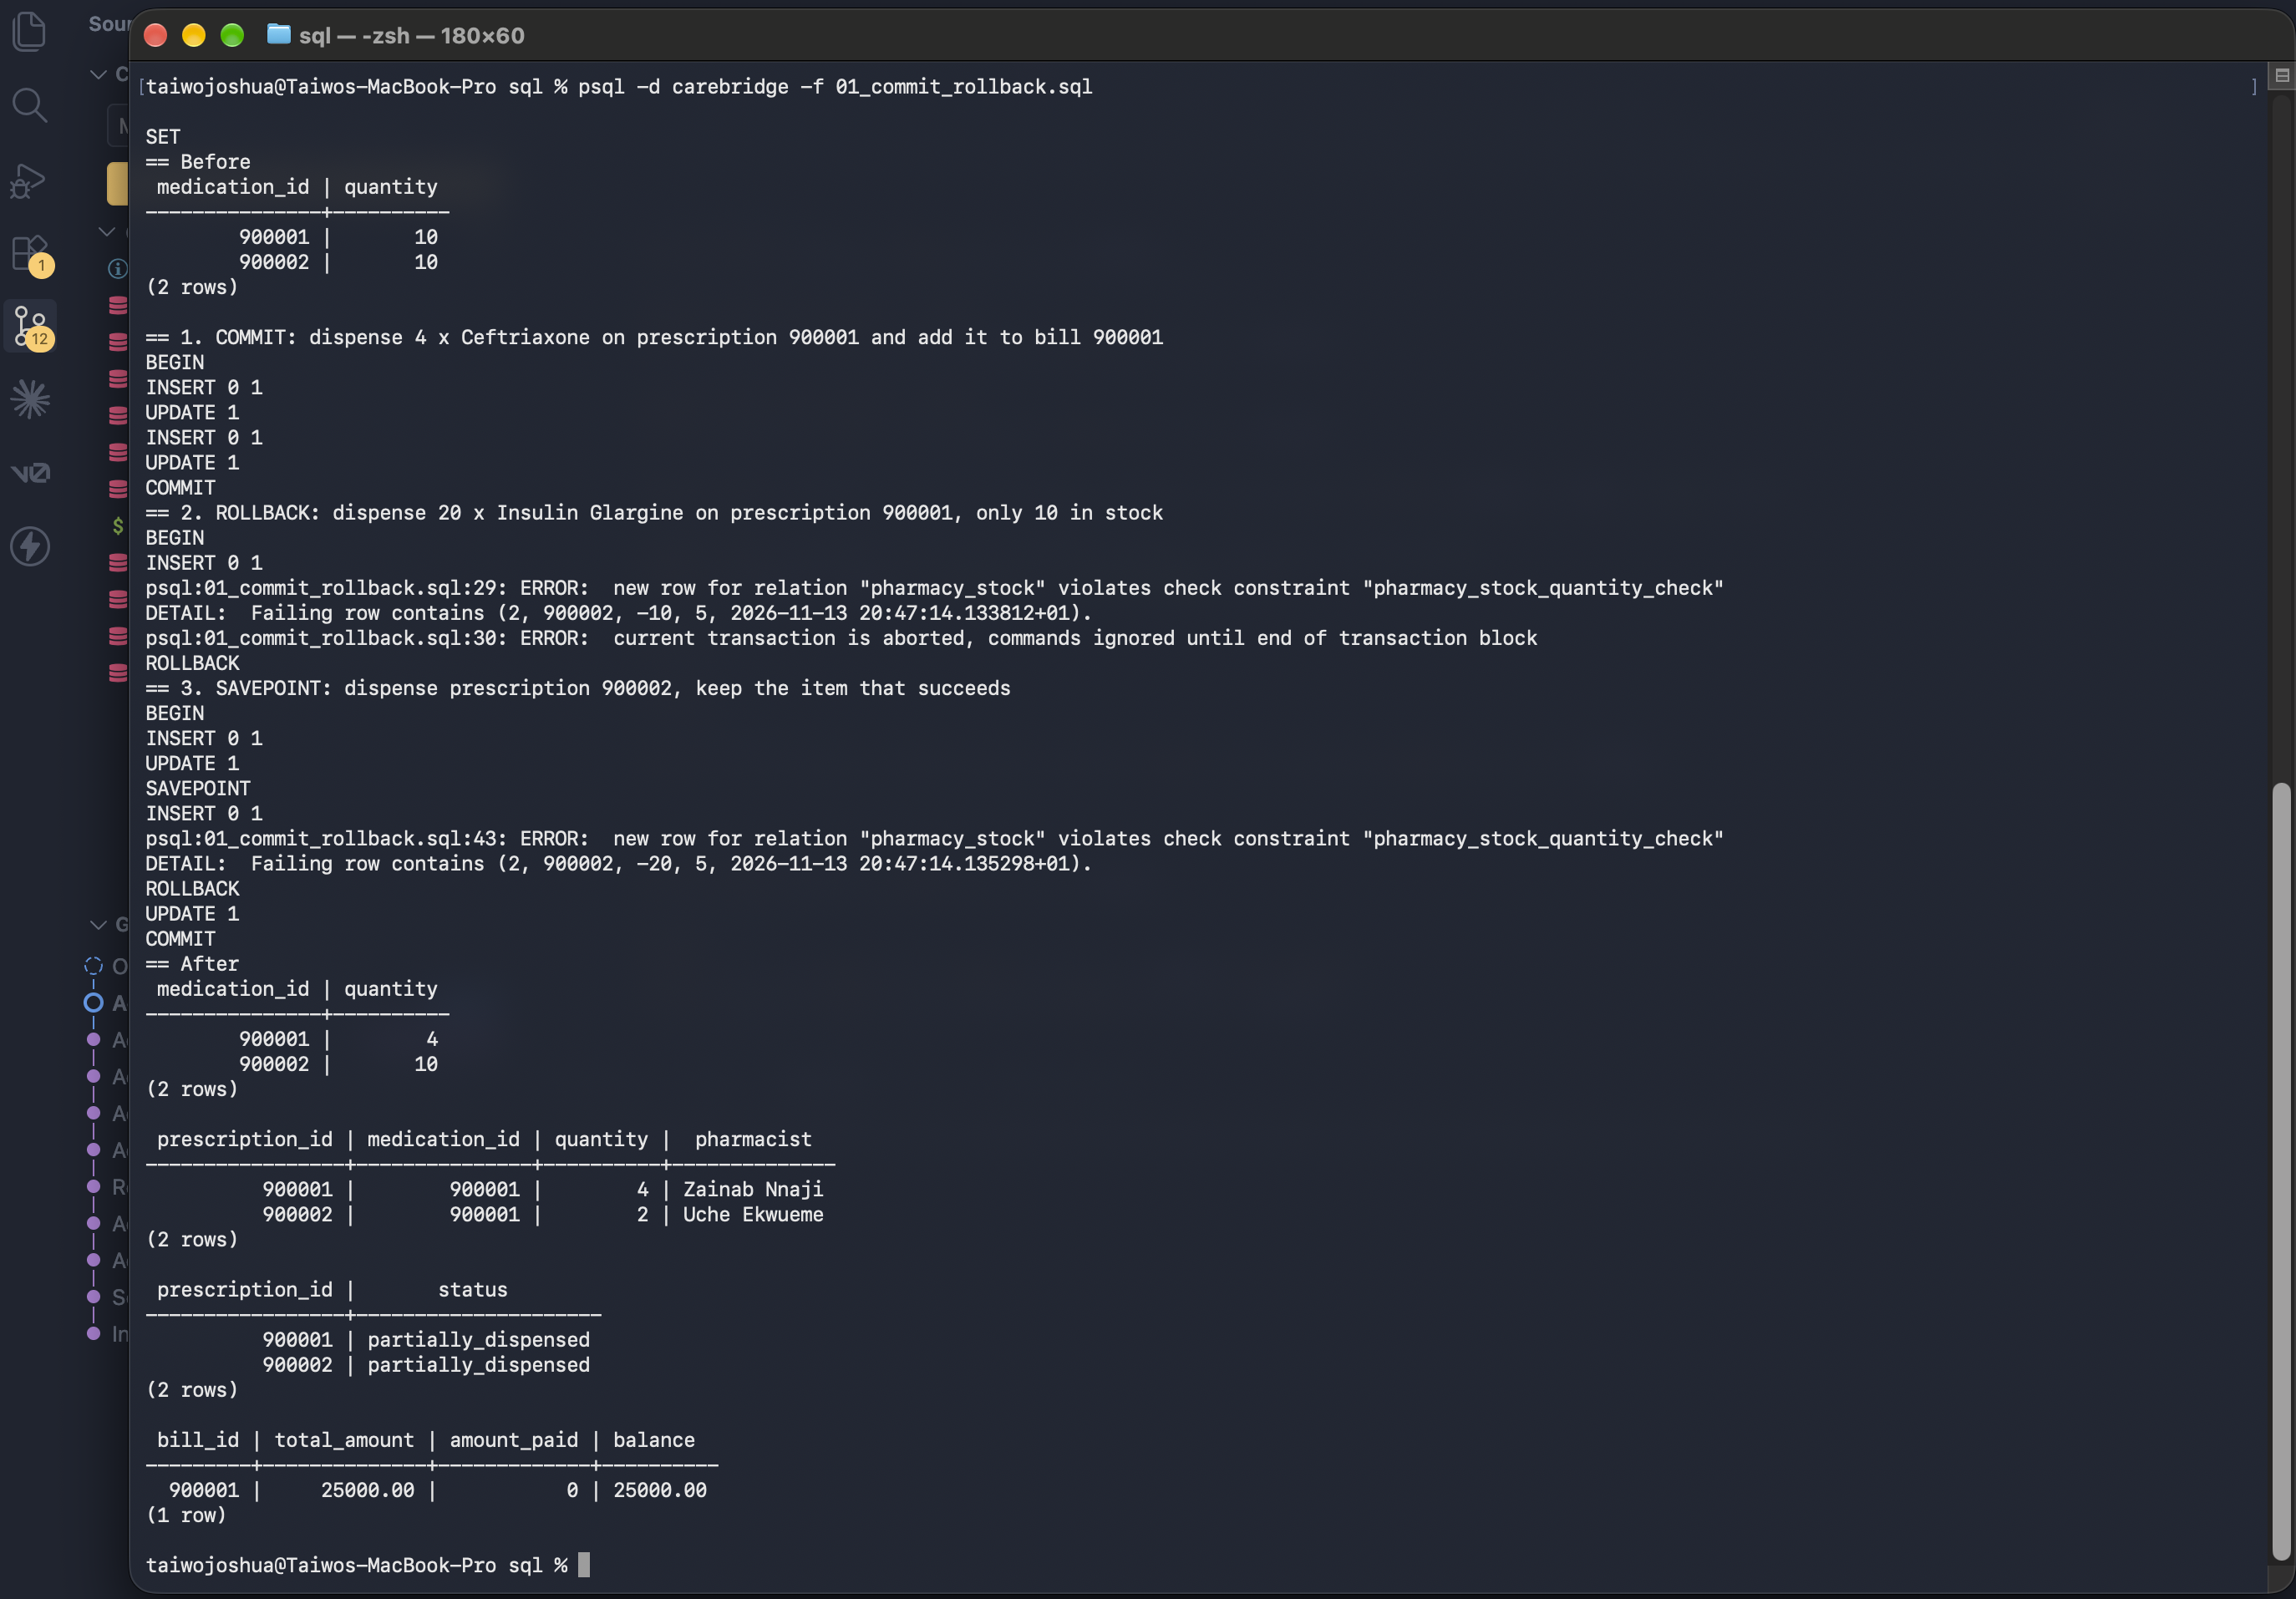 Sour
sql — -zsh — 180×60
[taiwojoshua@Taiwos-MacBook-Pro sql % psql -d carebridge -f 01_commit_rollback.sql ]
SET
== Before
 medication_id | quantity
---------------+----------
        900001 |       10
        900002 |       10
(2 rows)

== 1. COMMIT: dispense 4 x Ceftriaxone on prescription 900001 and add it to bill 900001
BEGIN
INSERT 0 1
UPDATE 1
INSERT 0 1
UPDATE 1
COMMIT
== 2. ROLLBACK: dispense 20 x Insulin Glargine on prescription 900001, only 10 in stock
BEGIN
INSERT 0 1
psql:01_commit_rollback.sql:29: ERROR:  new row for relation "pharmacy_stock" violates check constraint "pharmacy_stock_quantity_check"
DETAIL:  Failing row contains (2, 900002, -10, 5, 2026-11-13 20:47:14.133812+01).
psql:01_commit_rollback.sql:30: ERROR:  current transaction is aborted, commands ignored until end of transaction block
ROLLBACK
== 3. SAVEPOINT: dispense prescription 900002, keep the item that succeeds
BEGIN
INSERT 0 1
UPDATE 1
SAVEPOINT
INSERT 0 1
psql:01_commit_rollback.sql:43: ERROR:  new row for relation "pharmacy_stock" violates check constraint "pharmacy_stock_quantity_check"
DETAIL:  Failing row contains (2, 900002, -20, 5, 2026-11-13 20:47:14.135298+01).
ROLLBACK
UPDATE 1
COMMIT
== After
 medication_id | quantity
---------------+----------
        900001 |        4
        900002 |       10
(2 rows)

 prescription_id | medication_id | quantity |  pharmacist
-----------------+---------------+----------+--------------
          900001 |        900001 |        4 | Zainab Nnaji
          900002 |        900001 |        2 | Uche Ekwueme
(2 rows)

 prescription_id |       status
-----------------+---------------------
          900001 | partially_dispensed
          900002 | partially_dispensed
(2 rows)

 bill_id | total_amount | amount_paid | balance
---------+--------------+-------------+----------
  900001 |     25000.00 |           0 | 25000.00
(1 row)

taiwojoshua@Taiwos-MacBook-Pro sql %
1
12
v0
$